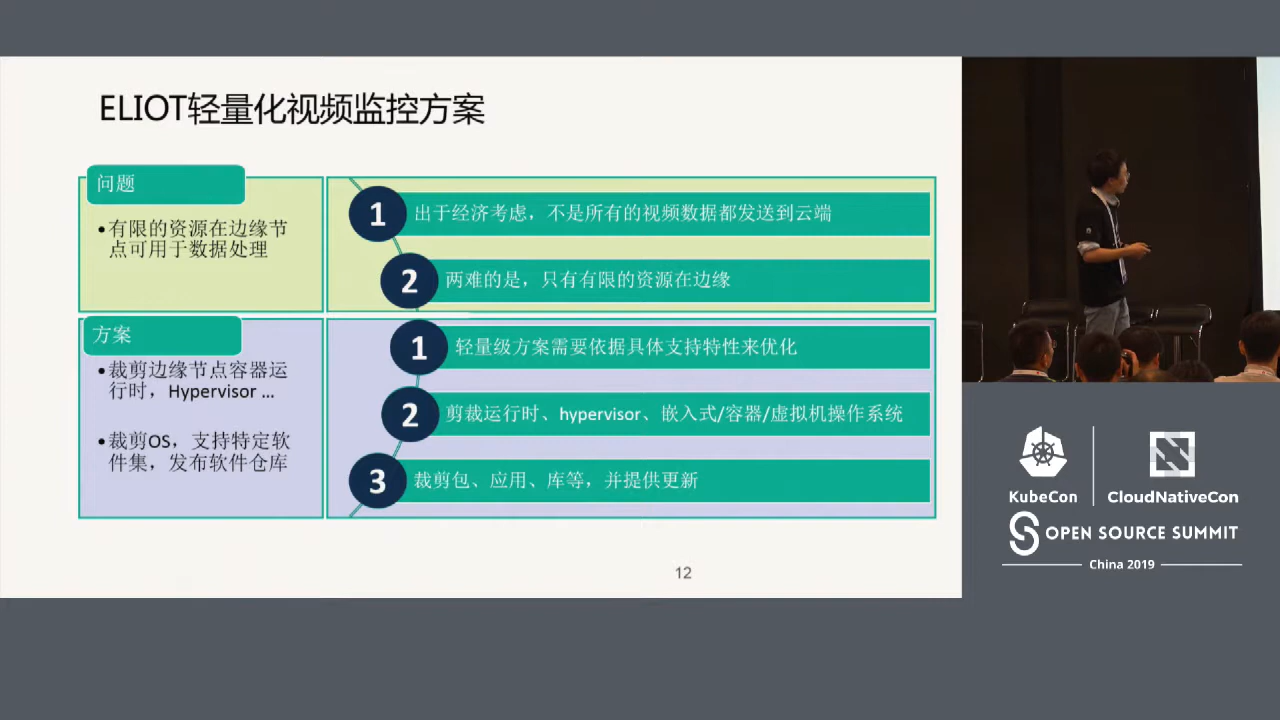 ELIOT轻量化视频监控方案
问题
•有限的资源在边缘节
点可用于数据处理
1
出于经济考虑，不是所有的视频数据都发送到云端
2
两难的是，只有有限的资源在边缘
方案
•裁剪边缘节点容器运
行时，Hypervisor ...
•裁剪OS，支持特定软
件集，发布软件仓库
1
轻量级方案需要依据具体支持特性来优化
2
剪裁运行时、hypervisor、嵌入式/容器/虚拟机操作系统
3
裁剪包、应用、库等，并提供更新
12
KubeCon
CloudNativeCon
OPEN SOURCE SUMMIT
China 2019